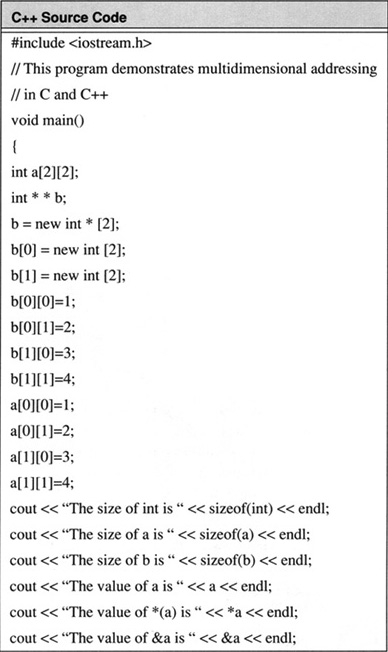 C++ Source Code
#include <iostream.h>
// This program demonstrates multidimensional addressing
// in C and C++
void main()
{
int a[2][2];
int * * b;
b = new int * [2];
b[0] = new int [2];
b[1] = new int [2];
b[0][0]=1;
b[0][1]=2;
b[1][0]=3;
b[1][1]=4;
a[0][0]=1;
a[0][1]=2;
a[1][0]=3;
a[1][1]=4;
cout << “The size of int is “ << sizeof(int) << endl;
cout << “The size of a is “ << sizeof(a) << endl;
cout << “The size of b is “ << sizeof(b) << endl;
cout << “The value of a is “ << a << endl;
cout << “The value of *(a) is “ << *a << endl;
cout << “The value of &a is “ << &a << endl;